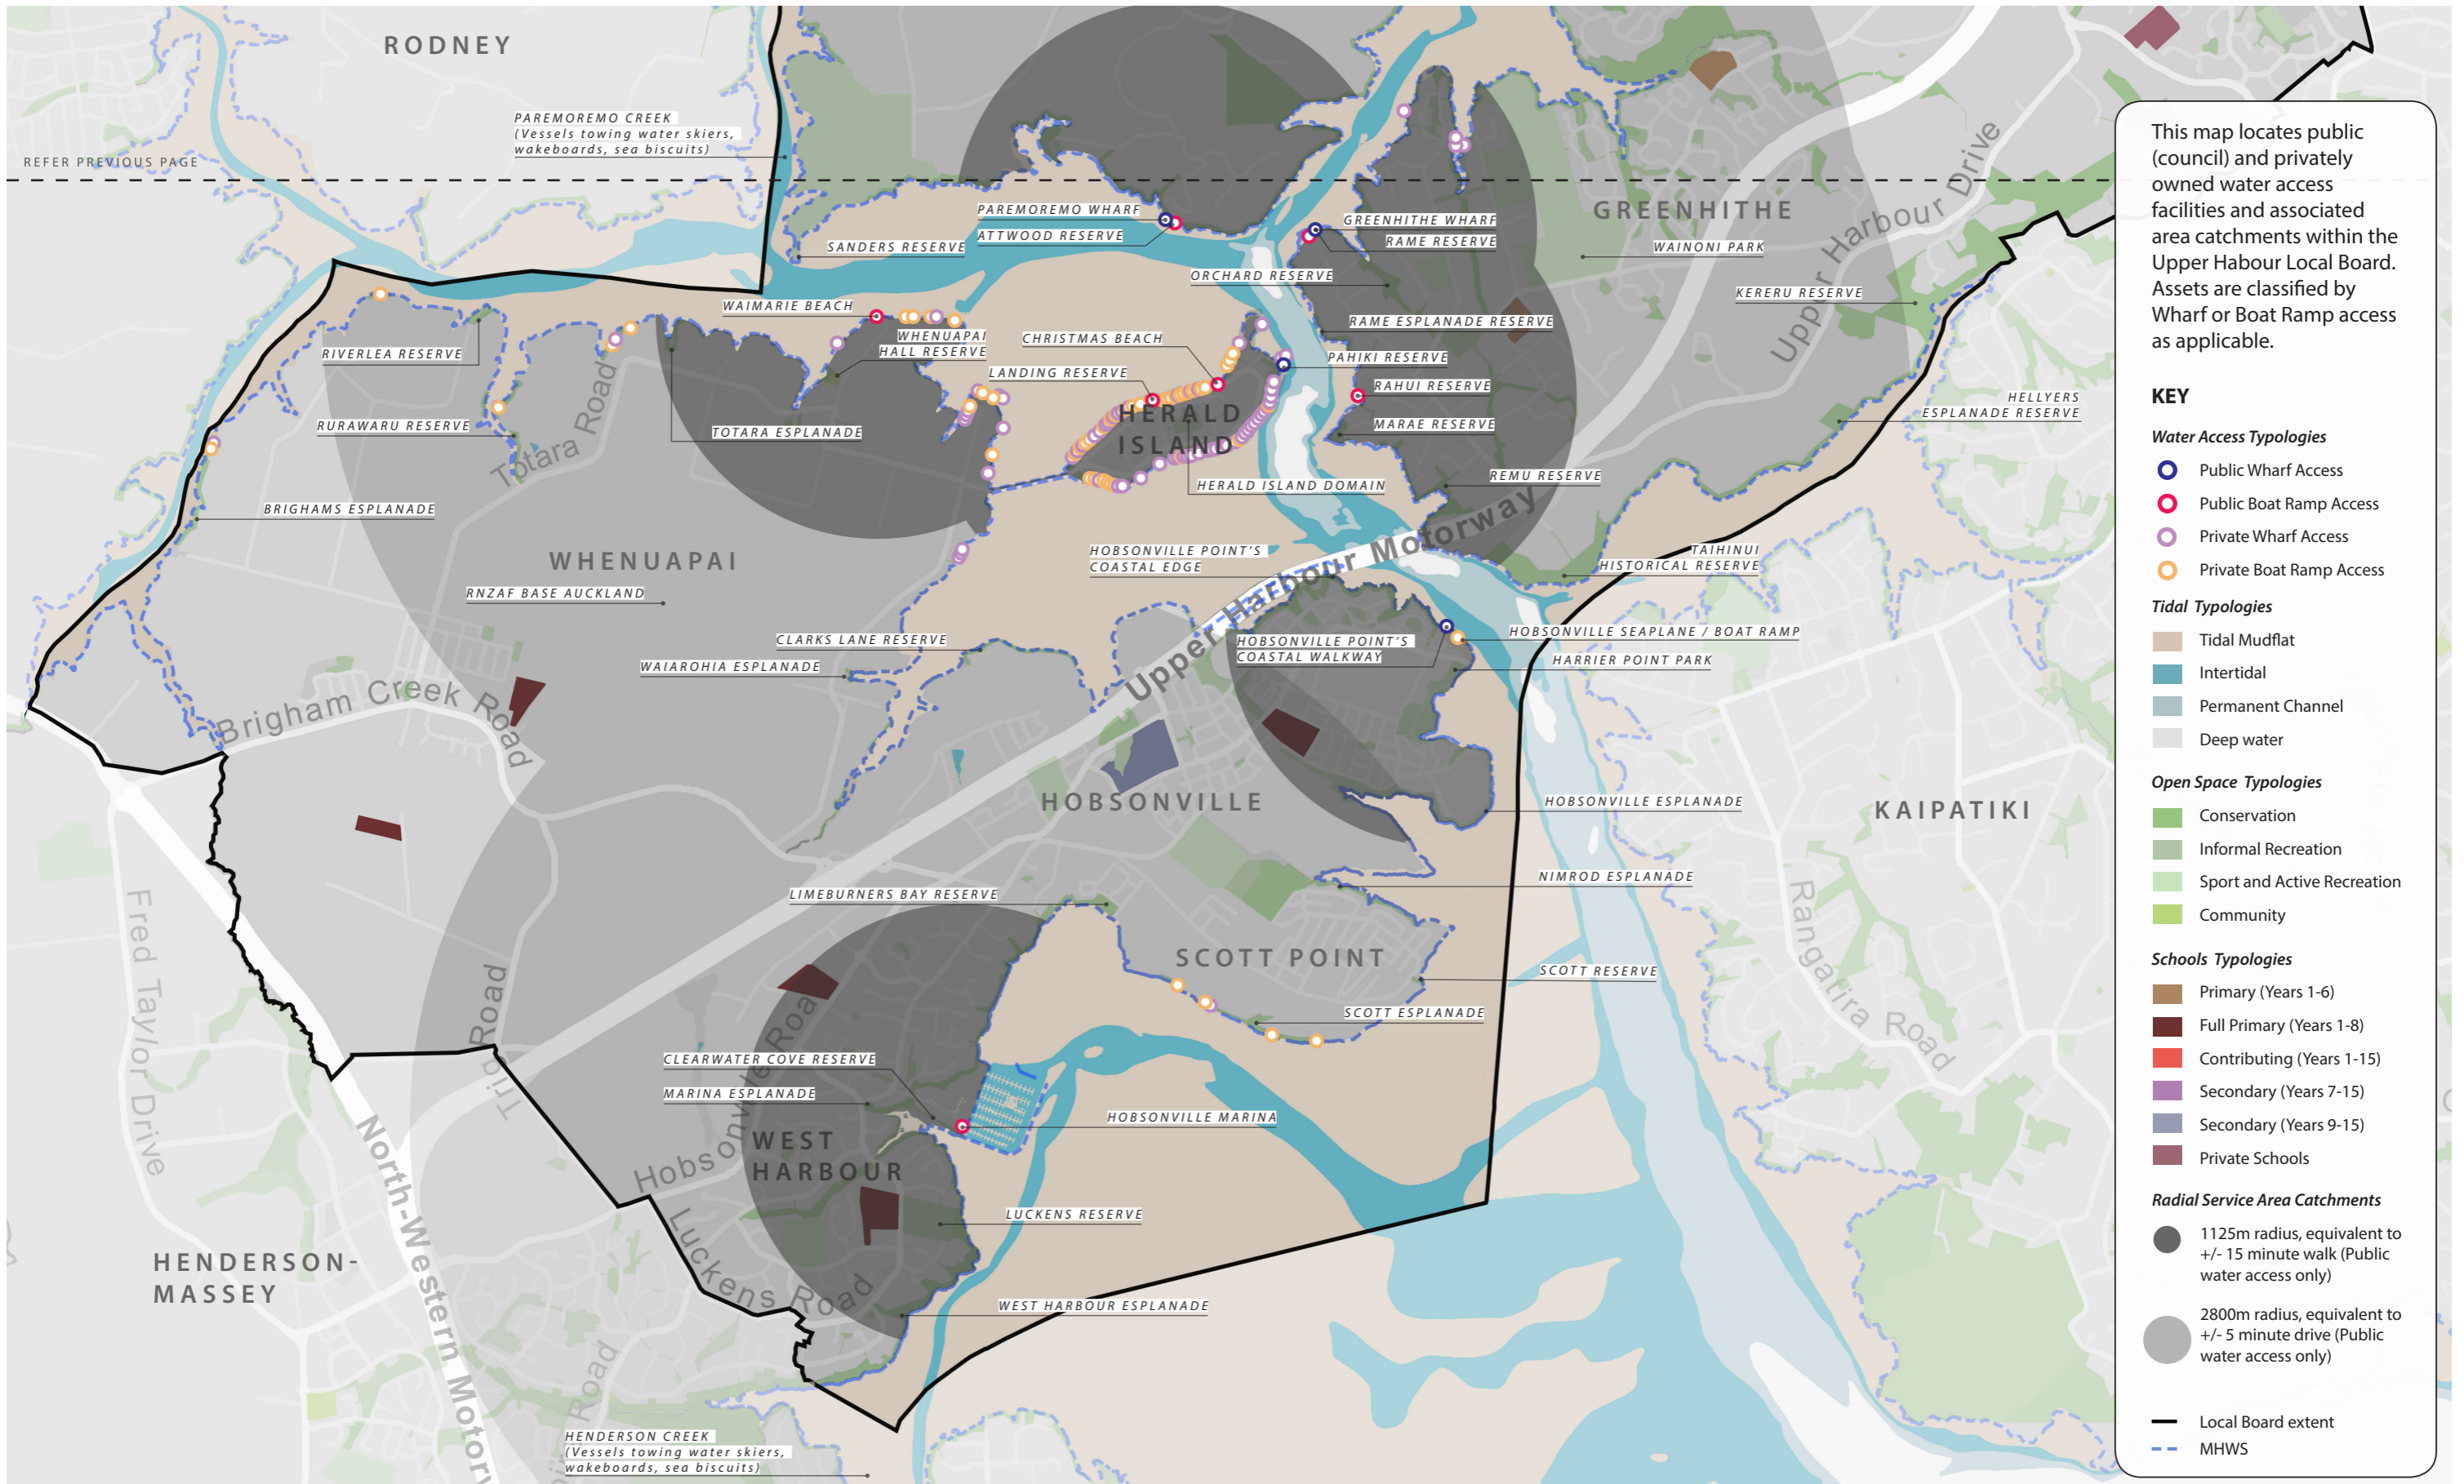 RODNEY
PAREMOREMO CREEK
(Vessels towing water skiers,
wakeboards, sea biscuits)
REFER PREVIOUS PAGE
PAREMOREMO WHARF
ATTWOOD RESERVE
SANDERS RESERVE
GREENHITHE WHARF
RAME RESERVE
GREENHITHE
WAINONI PARK
Upper Harbour Drive
ORCHARD RESERVE
KERERU RESERVE
WAIMARIE BEACH
WHENUAPAI
HALL RESERVE
CHRISTMAS BEACH
RAME ESPLANADE RESERVE
RIVERLEA RESERVE
LANDING RESERVE
PAHIKI RESERVE
RAHUI RESERVE
HELLYERS
ESPLANADE RESERVE
RURAWARU RESERVE
Totara Road
TOTARA ESPLANADE
HERALD
ISLAND
MARAE RESERVE
HERALD ISLAND DOMAIN
REMU RESERVE
BRIGHAMS ESPLANADE
WHENUAPAI
HOBSONVILLE POINT'S
COASTAL EDGE
Upper Harbour Motorway
TAIHINUI
HISTORICAL RESERVE
RNZAF BASE AUCKLAND
CLARKS LANE RESERVE
WAIAROHIA ESPLANADE
HOBSONVILLE POINT'S
COASTAL WALKWAY
HOBSONVILLE SEAPLANE / BOAT RAMP
HARRIER POINT PARK
Upper
Brigham Creek Road
HOBSONVILLE
HOBSONVILLE ESPLANADE
KAIPATIKI
LIMEBURNERS BAY RESERVE
NIMROD ESPLANADE
Fred Taylor Drive
Rangatira Road
SCOTT POINT
SCOTT RESERVE
SCOTT ESPLANADE
Trig Road
CLEARWATER COVE RESERVE
MARINA ESPLANADE
HOBSONVILLE MARINA
Hobsonville Road
WEST
HARBOUR
LUCKENS RESERVE
Luckens Road
HENDERSON-
MASSEY
North-Western Motorw
WEST HARBOUR ESPLANADE
Road
HENDERSON CREEK
(Vessels towing water skiers,
wakeboards, sea biscuits)
This map locates public
(council) and privately
owned water access
facilities and associated
area catchments within the
Upper Habour Local Board.
Assets are classified by
Wharf or Boat Ramp access
as applicable.
KEY
Water Access Typologies
Public Wharf Access
Public Boat Ramp Access
Private Wharf Access
Private Boat Ramp Access
Tidal Typologies
Tidal Mudflat
Intertidal
Permanent Channel
Deep water
Open Space Typologies
Conservation
Informal Recreation
Sport and Active Recreation
Community
Schools Typologies
Primary (Years 1-6)
Full Primary (Years 1-8)
Contributing (Years 1-15)
Secondary (Years 7-15)
Secondary (Years 9-15)
Private Schools
Radial Service Area Catchments
1125m radius, equivalent to
+/- 15 minute walk (Public
water access only)
2800m radius, equivalent to
+/- 5 minute drive (Public
water access only)
Local Board extent
MHWS